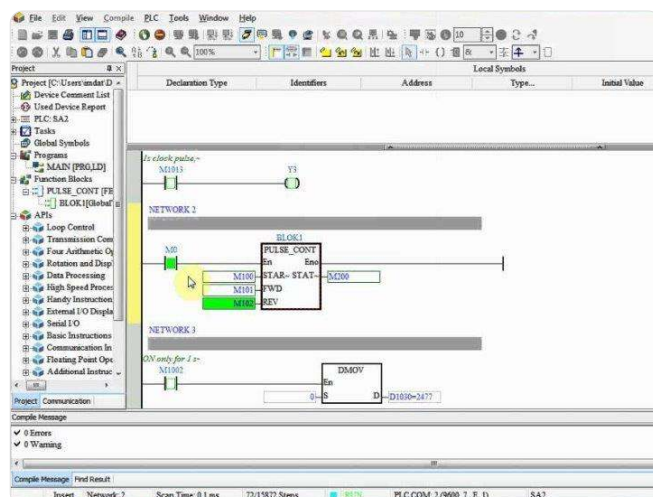 File Edit View Compile PLC Tools Window Help
10
100%
Project
Local Symbols
Declaration Type Identifiers Address Type... Initial Value
Project [C:\Users\amdat\D
Device Comment List
Used Device Report
PLC: SA2
Tasks
Global Symbols
Programs
MAIN [PRG,LD]
Function Blocks
PULSE_CONT [FB
BLOK1[Global
APIs
Loop Control
Transmission Com
Four Arithmetic Op
Rotation and Disp
Data Processing
High Speed Proces
Handy Instruction
External I/O Displa
Serial I/O
Basic Instructions
Communication In
Floating Point Ope
Additional Instruc
Project Communication
1s clock pulse,~
M1013 Y3
NETWORK 2
BLOK1
M0 PULSE_CONT
En Eno
M100 STAR~ STAT~ M200
M101 FWD
M102 REV
NETWORK 3
ON only for 1 s~
M1002 DMOV
En
0 S D D1030=2477
Compile Message
0 Errors
0 Warning
Compile Message Find Result
Insert Network: 2 Scan Time: 0.1 ms 72/15872 Steps RUN PLC COM: 2 (9600, 7, E, 1) SA2